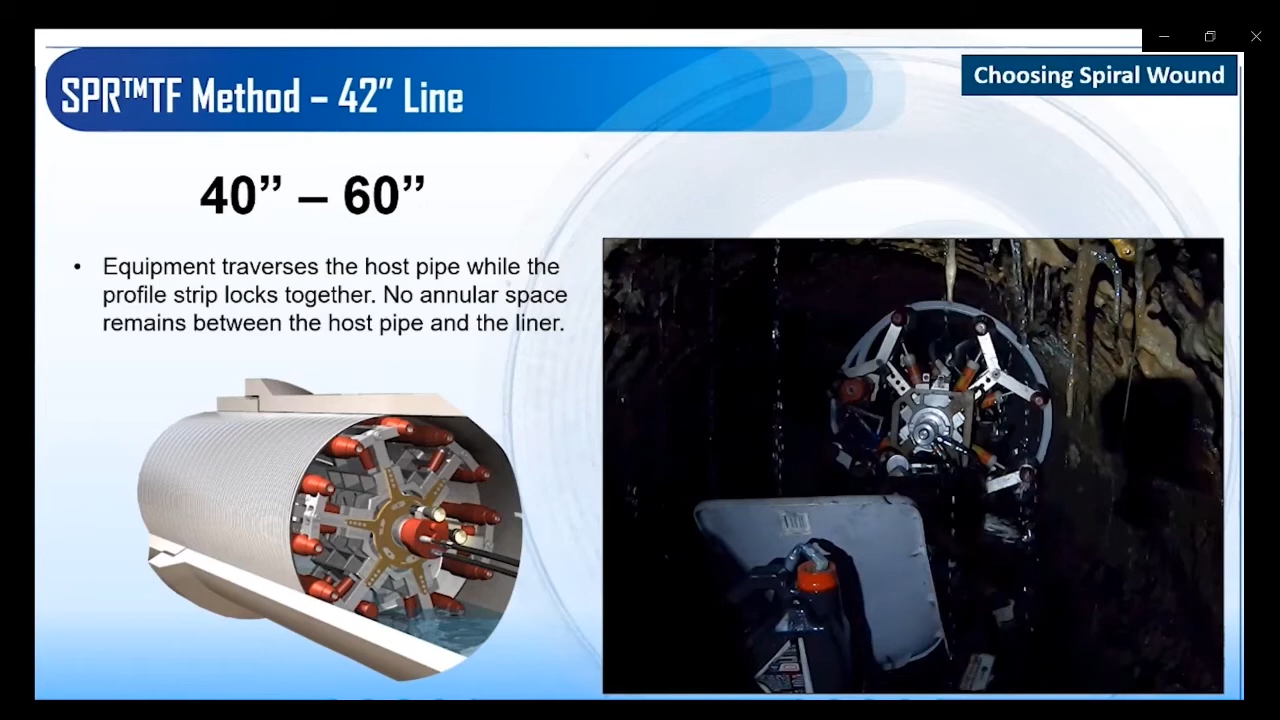 SPR™TF Method – 42” Line
Choosing Spiral Wound
40” – 60”
• Equipment traverses the host pipe while the
profile strip locks together. No annular space
remains between the host pipe and the liner.